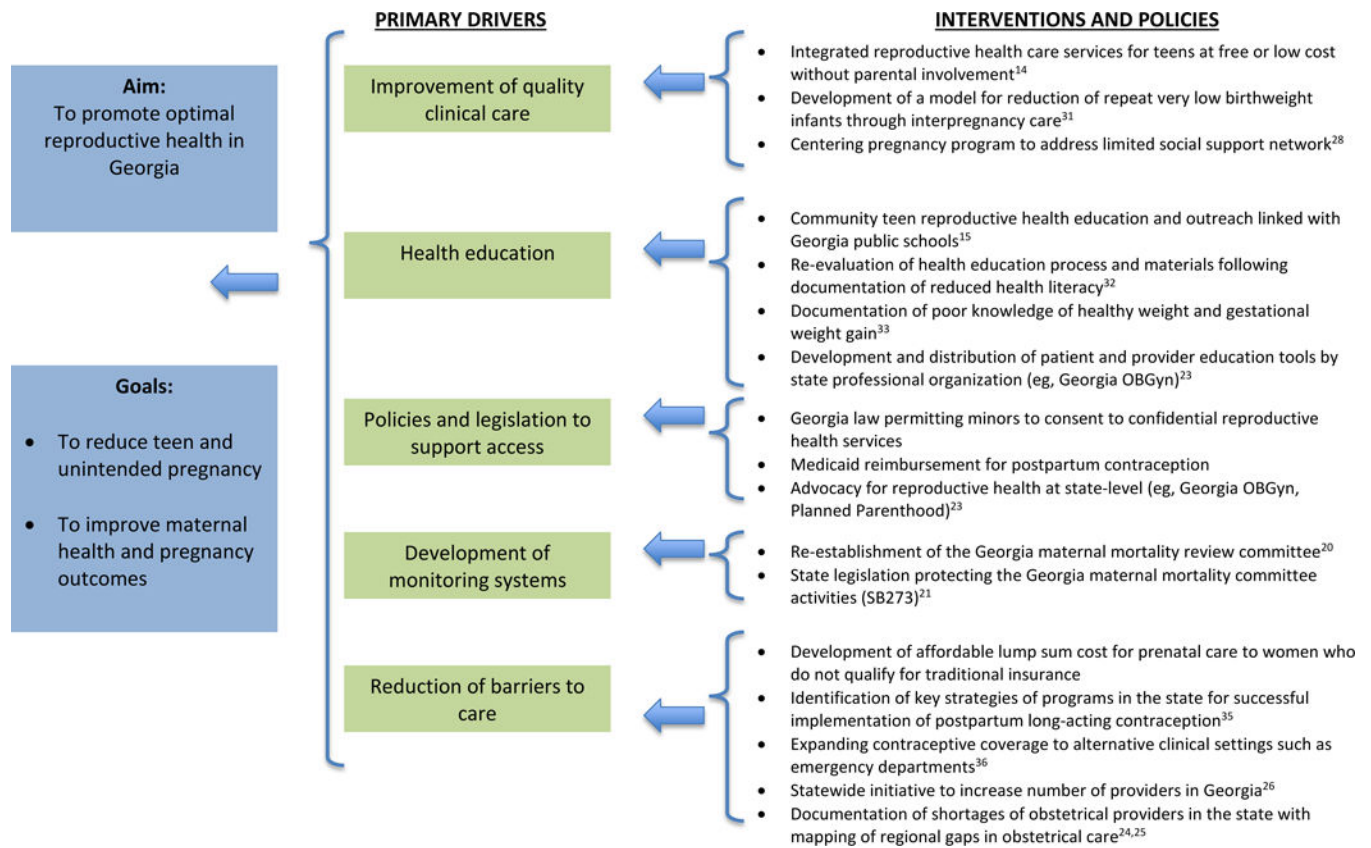 PRIMARY DRIVERS
INTERVENTIONS AND POLICIES
Aim:
To promote optimal
reproductive health in
Georgia
Goals:
• To reduce teen and
unintended pregnancy
• To improve maternal
health and pregnancy
outcomes
Improvement of quality
clinical care
• Integrated reproductive health care services for teens at free or low cost
without parental involvement14
• Development of a model for reduction of repeat very low birthweight
infants through interpregnancy care31
• Centering pregnancy program to address limited social support network28
Health education
• Community teen reproductive health education and outreach linked with
Georgia public schools15
• Re-evaluation of health education process and materials following
documentation of reduced health literacy32
• Documentation of poor knowledge of healthy weight and gestational
weight gain33
• Development and distribution of patient and provider education tools by
state professional organization (eg, Georgia OBGyn)23
Policies and legislation to
support access
• Georgia law permitting minors to consent to confidential reproductive
health services
• Medicaid reimbursement for postpartum contraception
• Advocacy for reproductive health at state-level (eg, Georgia OBGyn,
Planned Parenthood)23
Development of
monitoring systems
• Re-establishment of the Georgia maternal mortality review committee20
• State legislation protecting the Georgia maternal mortality committee
activities (SB273)21
Reduction of barriers to
care
• Development of affordable lump sum cost for prenatal care to women who
do not qualify for traditional insurance
• Identification of key strategies of programs in the state for successful
implementation of postpartum long-acting contraception35
• Expanding contraceptive coverage to alternative clinical settings such as
emergency departments36
• Statewide initiative to increase number of providers in Georgia26
• Documentation of shortages of obstetrical providers in the state with
mapping of regional gaps in obstetrical care24,25